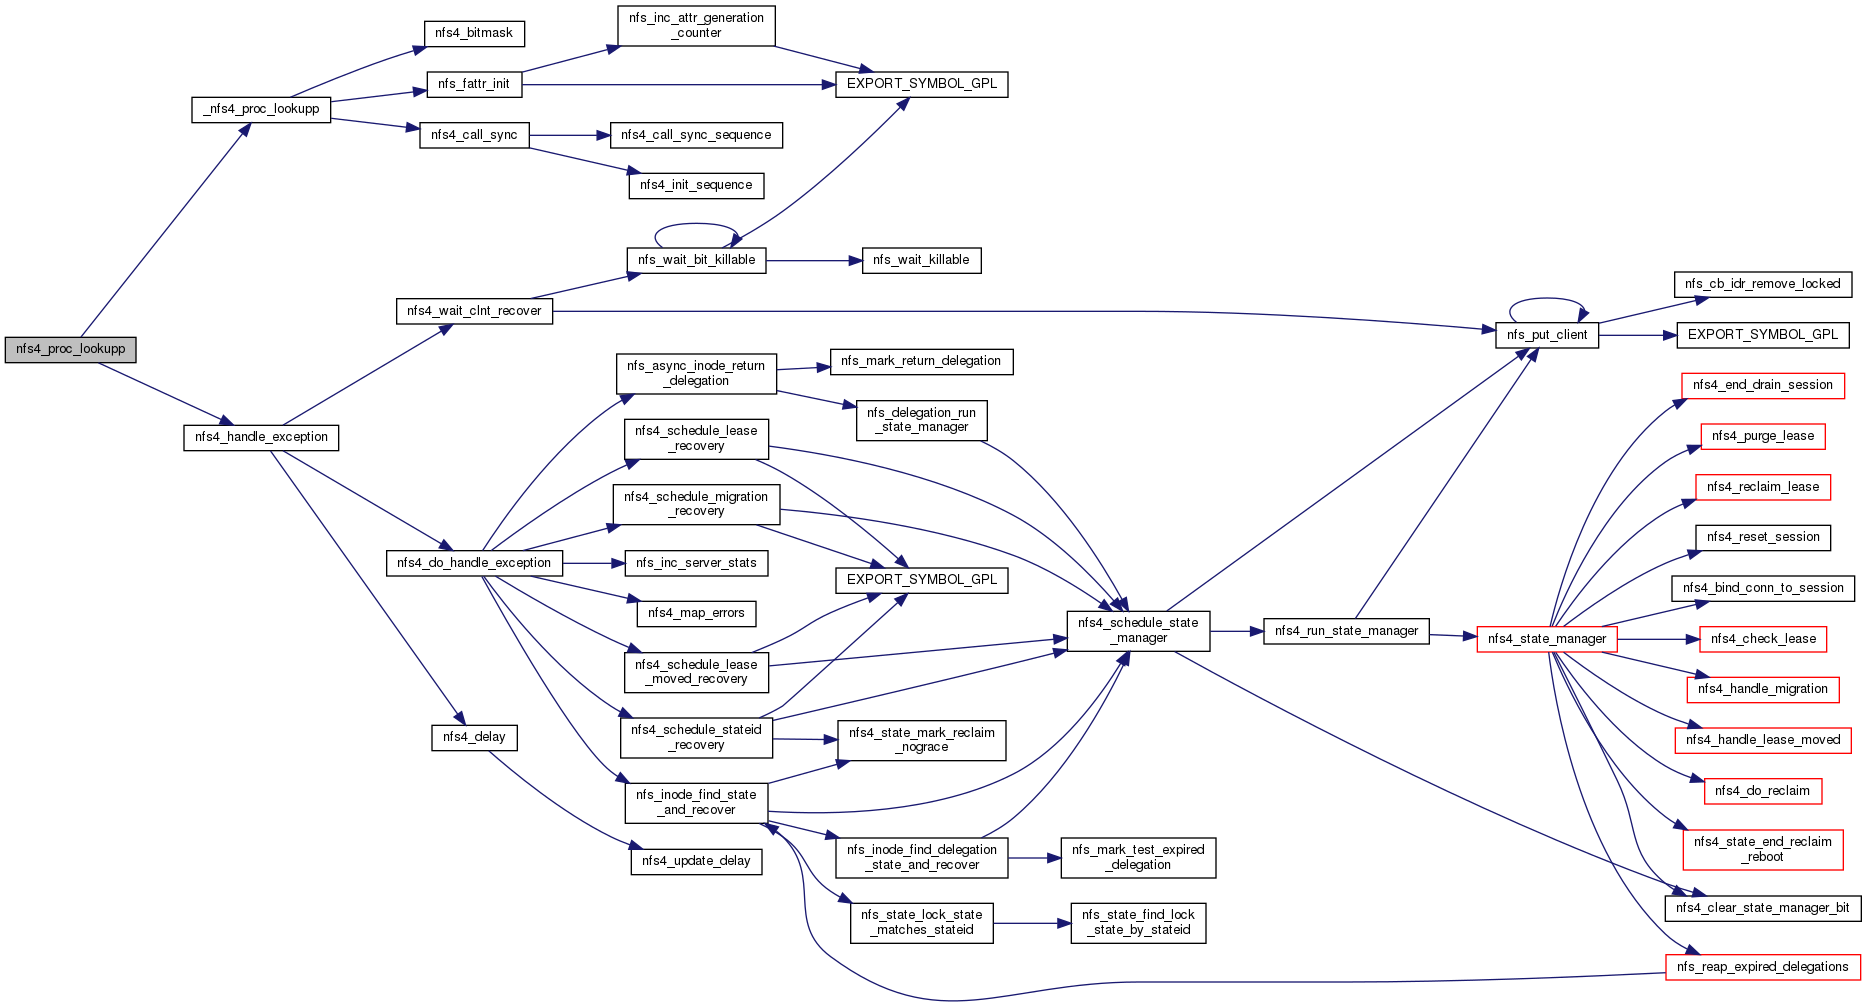 nfs4_proc_lookupp
_nfs4_proc_lookupp
nfs4_handle_exception
nfs4_bitmask
nfs_fattr_init
nfs4_call_sync
nfs4_wait_clnt_recover
nfs4_do_handle_exception
nfs4_delay
nfs_inc_attr_generation
_counter
nfs4_call_sync_sequence
nfs4_init_sequence
nfs_wait_bit_killable
nfs_async_inode_return
_delegation
nfs4_schedule_lease
_recovery
nfs4_schedule_migration
_recovery
nfs_inc_server_stats
nfs4_map_errors
nfs4_schedule_lease
_moved_recovery
nfs4_schedule_stateid
_recovery
nfs_inode_find_state
_and_recover
nfs4_update_delay
EXPORT_SYMBOL_GPL
nfs_wait_killable
nfs_mark_return_delegation
nfs_delegation_run
_state_manager
EXPORT_SYMBOL_GPL
nfs4_state_mark_reclaim
_nograce
nfs_inode_find_delegation
_state_and_recover
nfs_state_lock_state
_matches_stateid
nfs4_schedule_state
_manager
nfs_mark_test_expired
_delegation
nfs_state_find_lock
_state_by_stateid
nfs4_run_state_manager
nfs_put_client
nfs4_state_manager
nfs_cb_idr_remove_locked
EXPORT_SYMBOL_GPL
nfs4_end_drain_session
nfs4_purge_lease
nfs4_reclaim_lease
nfs4_reset_session
nfs4_bind_conn_to_session
nfs4_check_lease
nfs4_handle_migration
nfs4_handle_lease_moved
nfs4_do_reclaim
nfs4_state_end_reclaim
_reboot
nfs4_clear_state_manager_bit
nfs_reap_expired_delegations